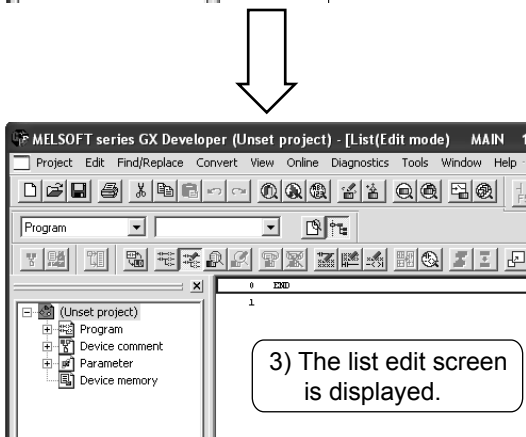 MELSOFT series GX Developer (Unset project) - [List(Edit mode) MAIN 1
Project Edit Find/Replace Convert View Online Diagnostics Tools Window Help
Program
0 END
1
(Unset project)
Program
Device comment
Parameter
Device memory
3) The list edit screen
is displayed.